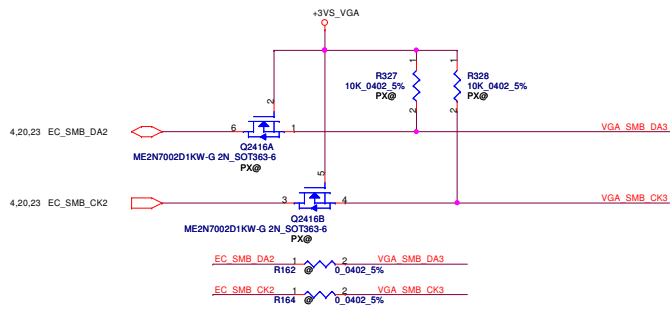 +3VS_VGA
R327
10K_0402_5%
PX@
1
2
R328
10K_0402_5%
PX@
1
2
4,20,23 EC_SMB_DA2
6
2
1
VGA_SMB_DA3
Q2416A
ME2N7002D1KW-G 2N_SOT363-6
PX@
4,20,23 EC_SMB_CK2
3
5
4
VGA_SMB_CK3
Q2416B
ME2N7002D1KW-G 2N_SOT363-6
PX@
EC_SMB_DA2 1 2 VGA_SMB_DA3
R162 @ 0_0402_5%
EC_SMB_CK2 1 2 VGA_SMB_CK3
R164 @ 0_0402_5%